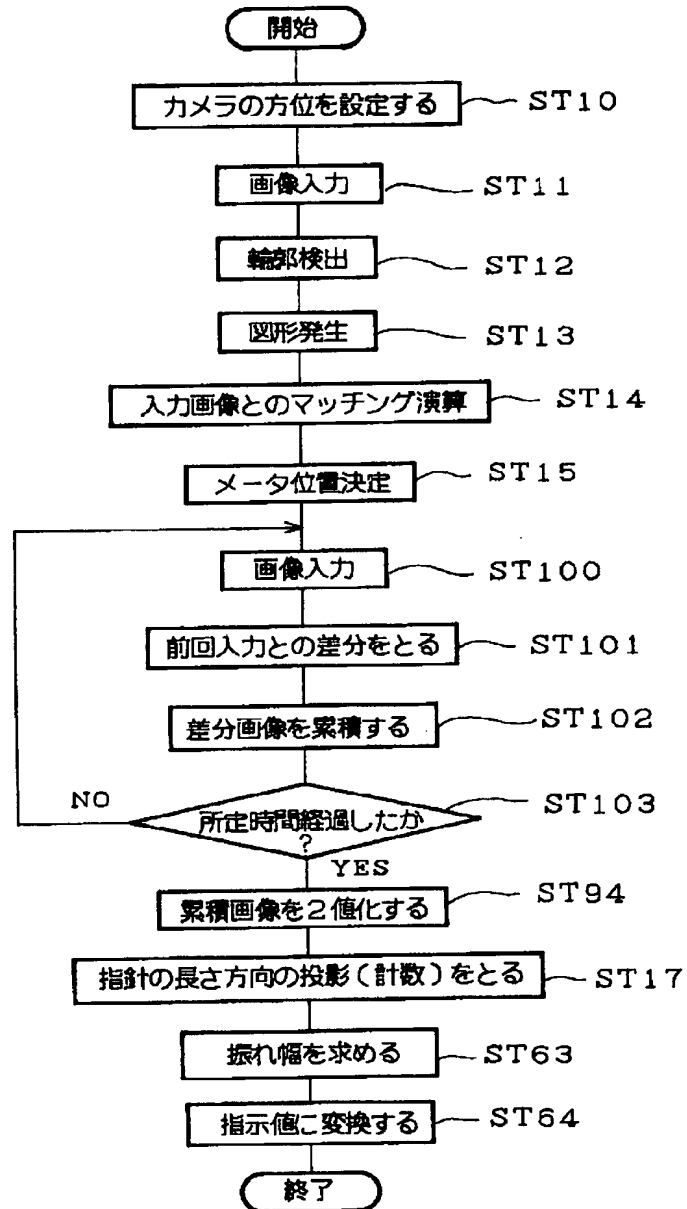 開始
カメラの方位を設定する ST10
画像入力 ST11
輪郭検出 ST12
図形発生 ST13
入力画像とのマッチング演算 ST14
メータ位置決定 ST15
画像入力 ST100
前回入力との差分をとる ST101
差分画像を累積する ST102
NO
所定時間経過したか ST103
?
YES
累積画像を2値化する ST94
指針の長さ方向の投影(計数)をとる ST17
振れ幅を求める ST63
指示値に変換する ST64
終了